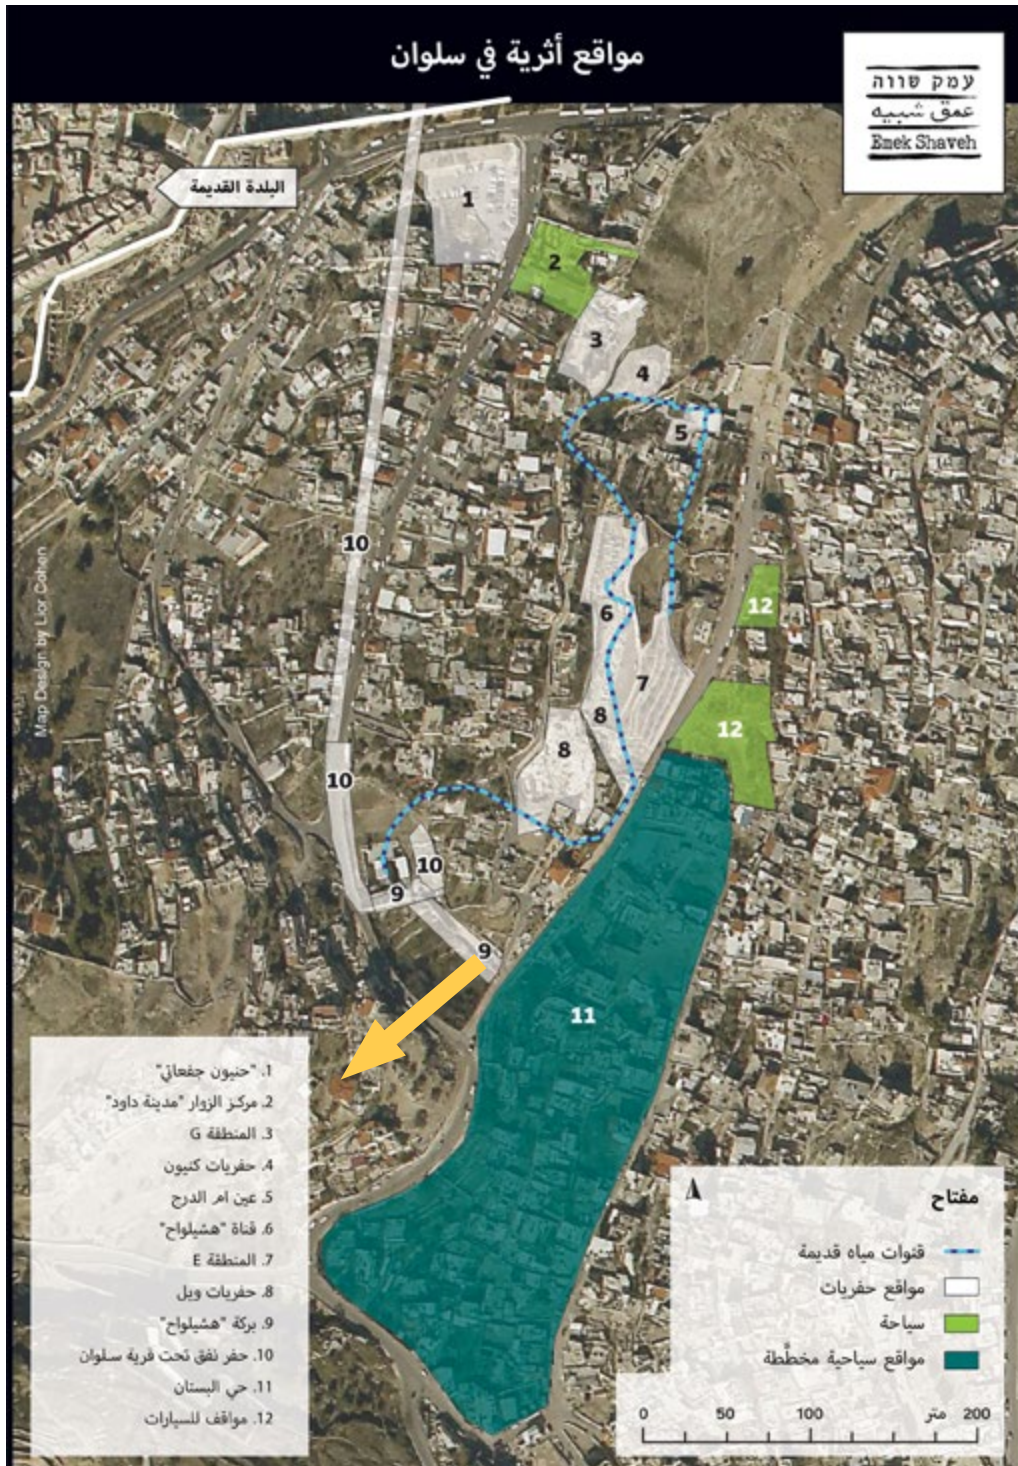 مواقع أثرية في سلوان
עמק שווה
عمق شبيه
Emek Shaveh
البلدة القديمة
1
2
3
4
5
10
6
12
7
8
12
8
10
10
9
9
11
Map Design by Lior Cohen
1. "حنيون جفعاتي"
2. مركز الزوار "مدينة داود"
3. المنطقة G
4. حفريات كنيون
5. عين ام الدرج
6. قناة "هشيلواح"
7. المنطقة E
8. حفريات ويل
9. بركة "هشيلواح"
10. حفر نفق تحت قرية سلوان
11. حي البستان
12. مواقف للسيارات
مفتاح
قنوات مياه قديمة
مواقع حفريات
سياحة
مواقع سياحية مخطَّطة
0 50 100 متر 200